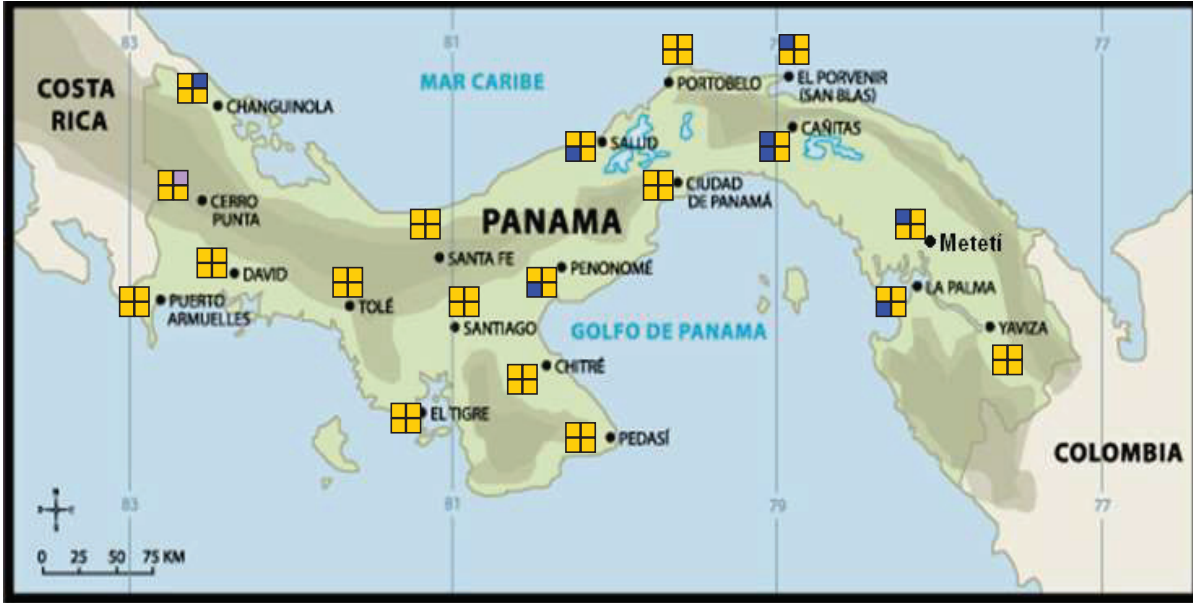 83
81
79
77
COSTA
RICA
MAR CARIBE
PORTOBELO
EL PORVENIR
(SAN BLAS)
CHANGUINOLA
CAÑITAS
SALUD
CIUDAD
DE PANAMÁ
CERRO
PUNTA
PANAMA
Metetí
SANTA FE
PENONOMÉ
DAVID
LA PALMA
PUERTO
ARMUELLES
TOLÉ
SANTIAGO
GOLFO DE PANAMA
YAVIZA
CHITRÉ
EL TIGRE
PEDASÍ
COLOMBIA
83
81
79
77
0 25 50 75 KM